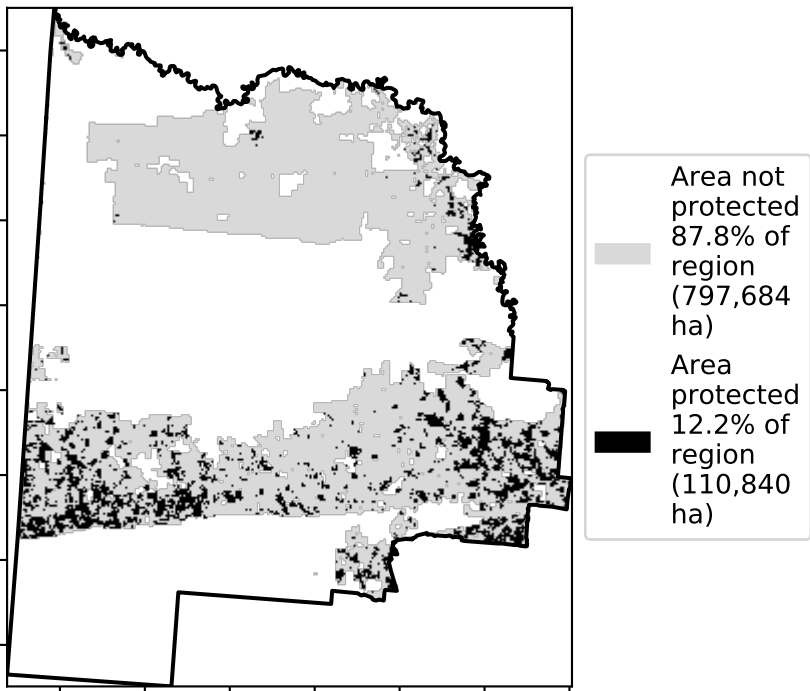 Area not
protected
87.8% of
region
(797,684
ha)
Area
protected
12.2% of
region
(110,840
ha)